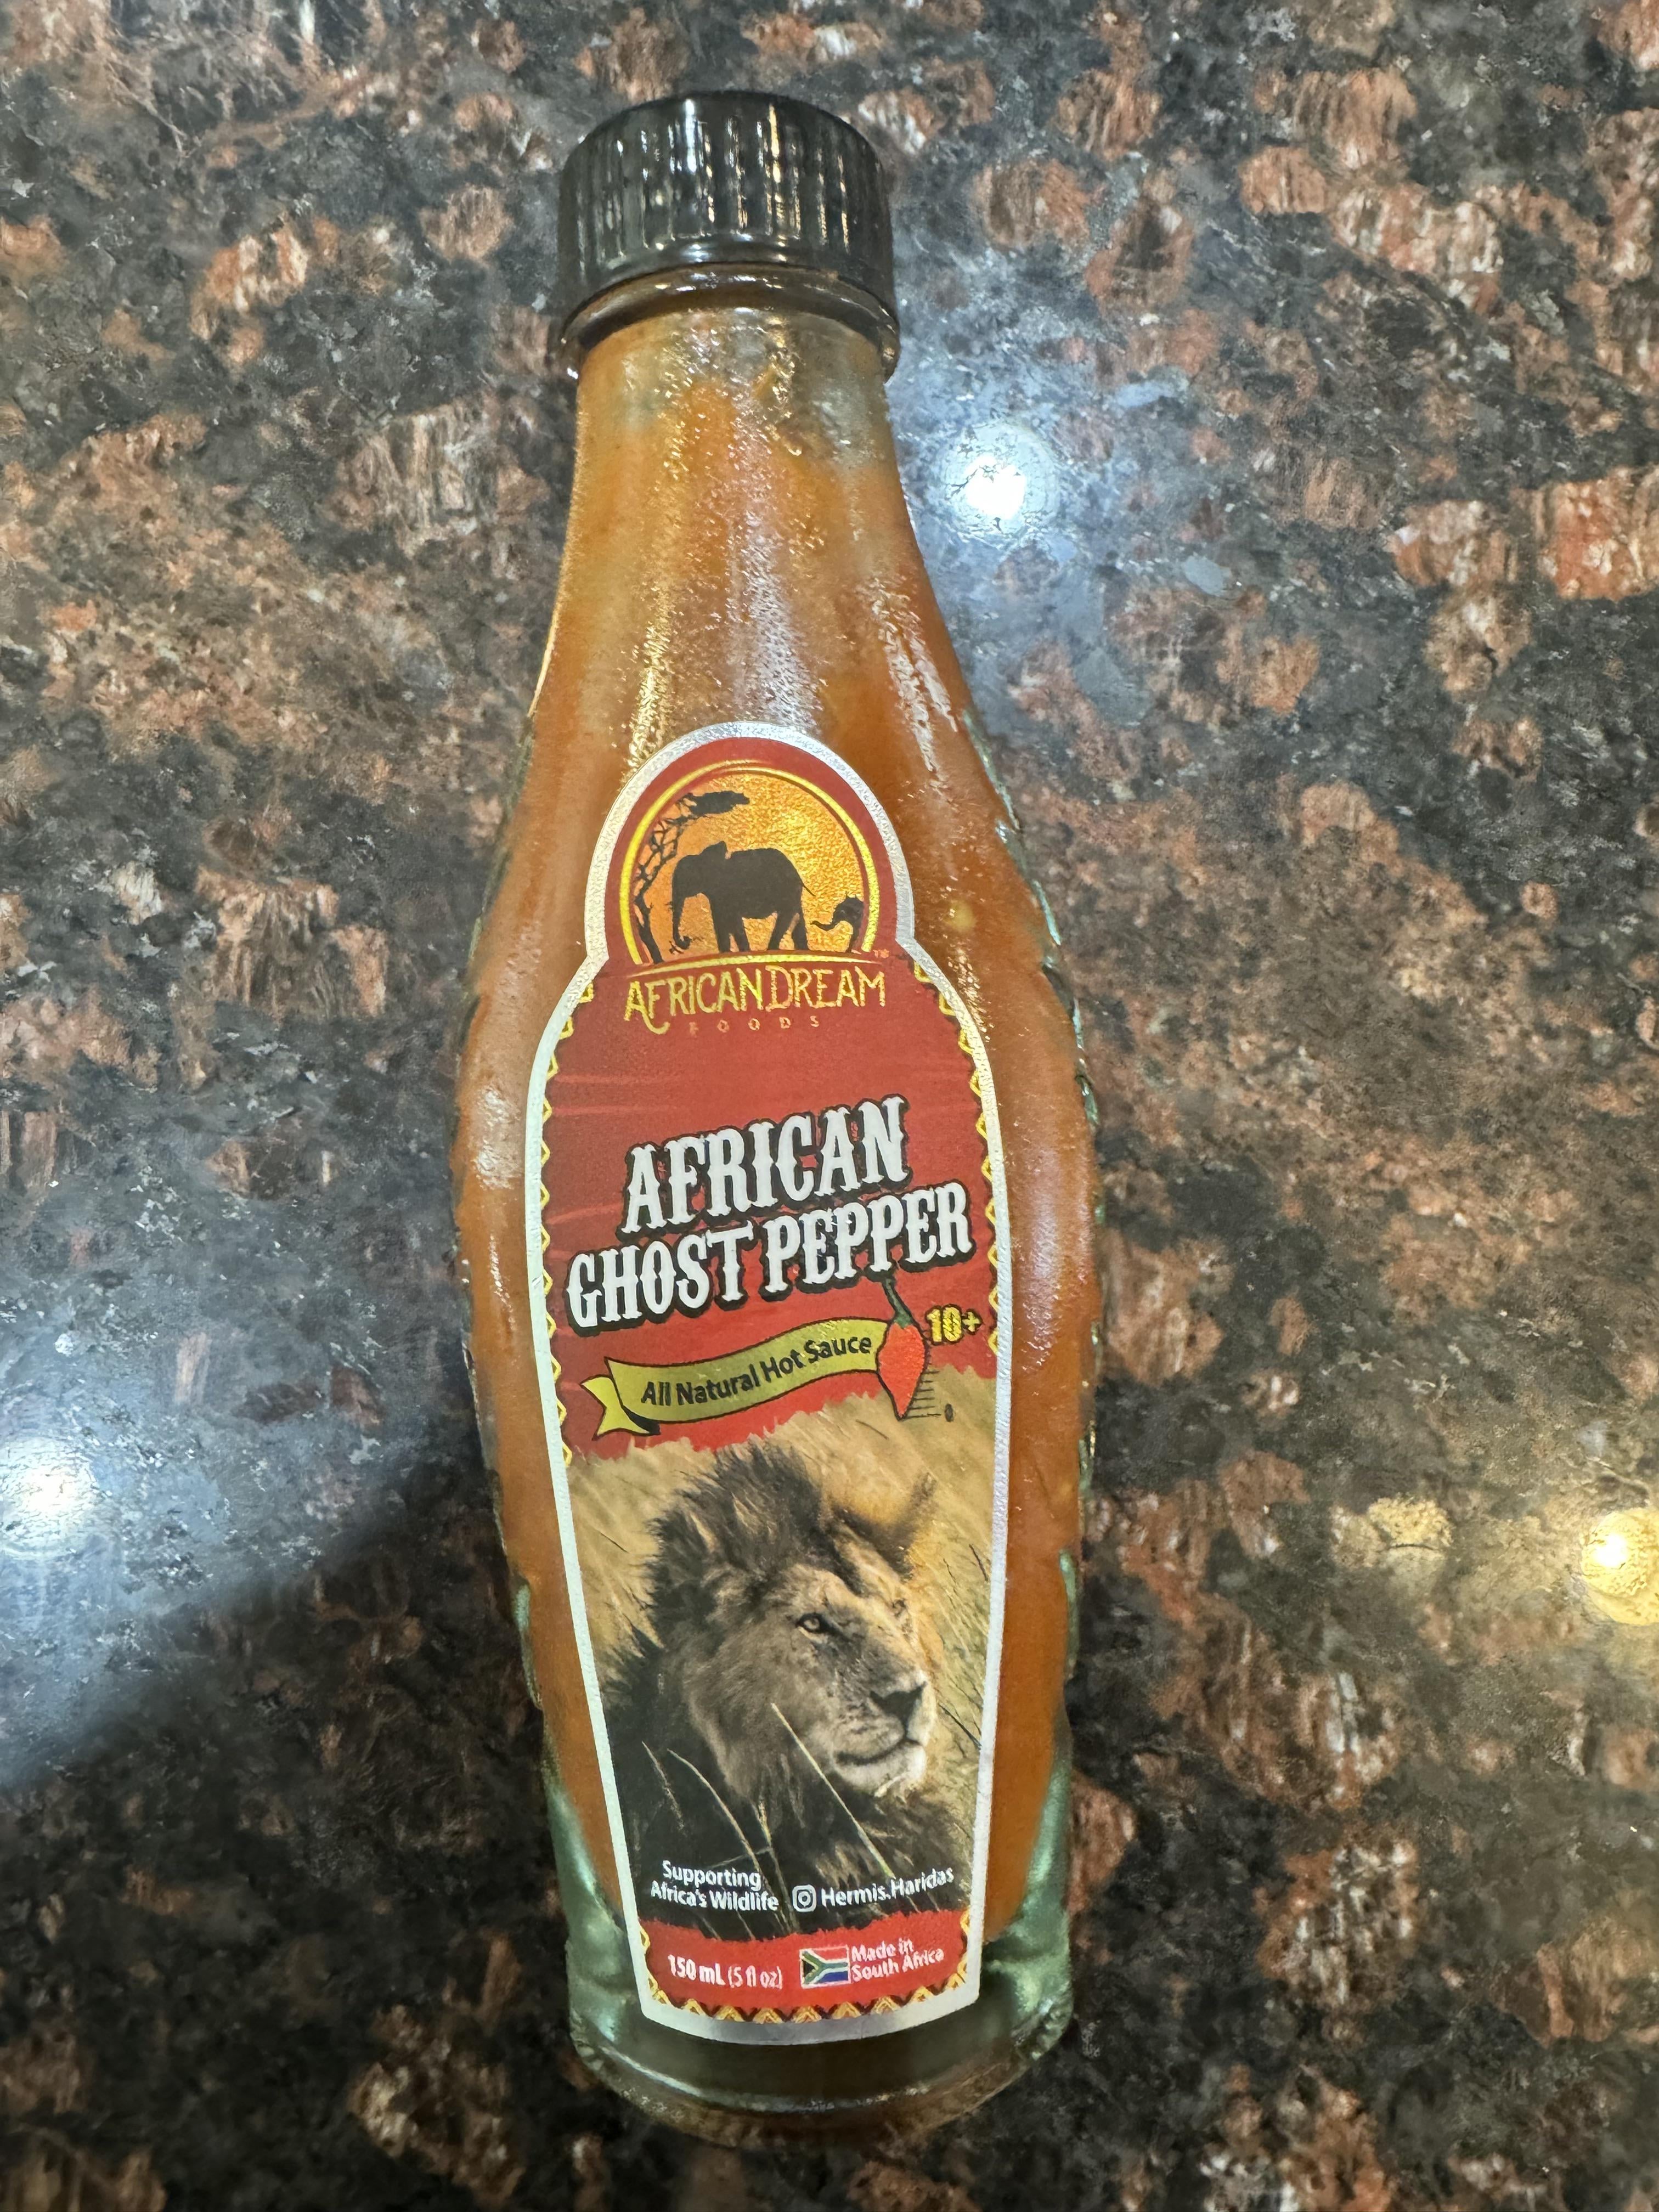 AFRICAN DREAM
FOODS
AFRICAN
GHOST PEPPER
All Natural Hot Sauce
10+
0
Supporting
Africa's Wildlife
Hermis.Haridas
150 mL (5 fl oz)
Made in
South Africa